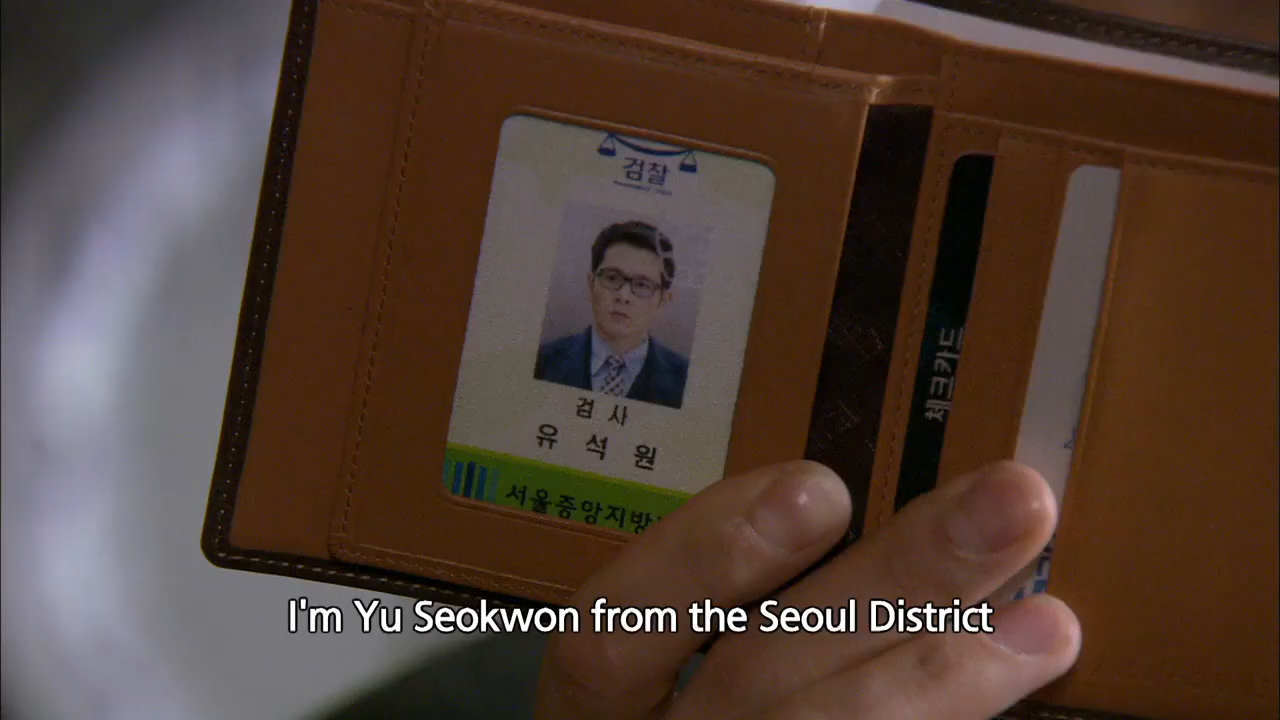 검찰
검 사
유 석 원
서울중앙지방
체크카드
I'm Yu Seokwon from the Seoul District